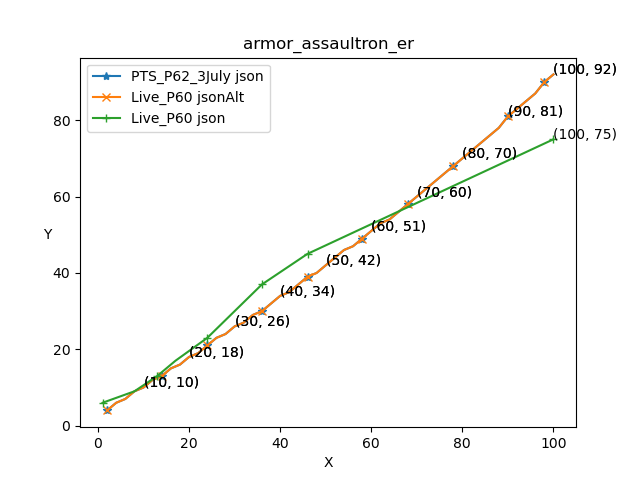 armor_assaultron_er
PTS_P62_3July json
Live_P60 jsonAlt
Live_P60 json
(100, 92)
(90, 81)
(100, 75)
(80, 70)
(70, 60)
(60, 51)
(50, 42)
(40, 34)
(30, 26)
(20, 18)
(10, 10)
Y
80
60
40
20
0
0 20 40 60 80 100
X